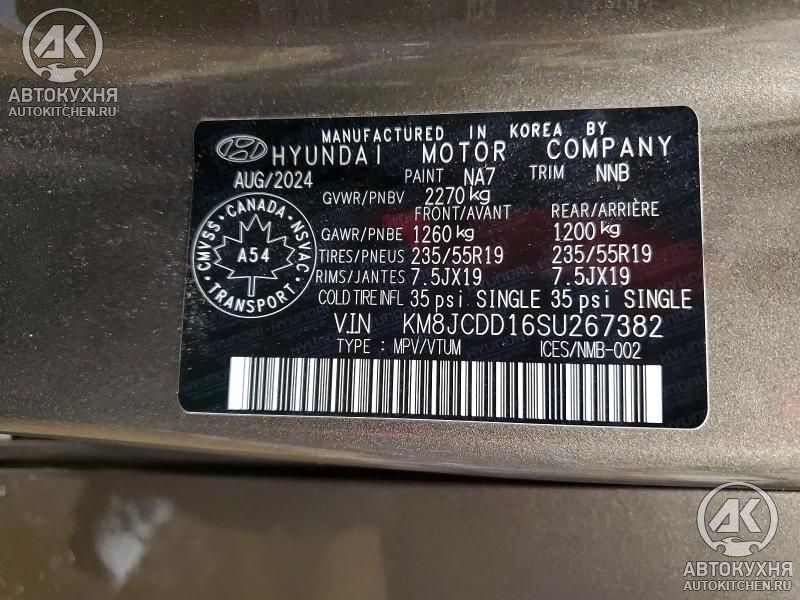 АВТОКУХНЯ
AUTOKITCHEN.RU
MANUFACTURED IN KOREA BY
HYUNDAI MOTOR COMPANY
AUG/2024 PAINT NA7 TRIM NNB
GVWR/PNBV 2270 kg
FRONT/AVANT REAR/ARRIÈRE
GAWR/PNBE 1260 kg 1200 kg
TIRES/PNEUS 235/55R19 235/55R19
RIMS/JANTES 7.5JX19 7.5JX19
COLD TIRE INFL 35 psi SINGLE 35 psi SINGLE
V.I.N KM8JCDD16SU267382
TYPE : MPV/VTUM ICES/NMB-002
CMVSS · CANADA · NSVAC
A54
TRANSPORT
АВТОКУХНЯ
AUTOKITCHEN.RU